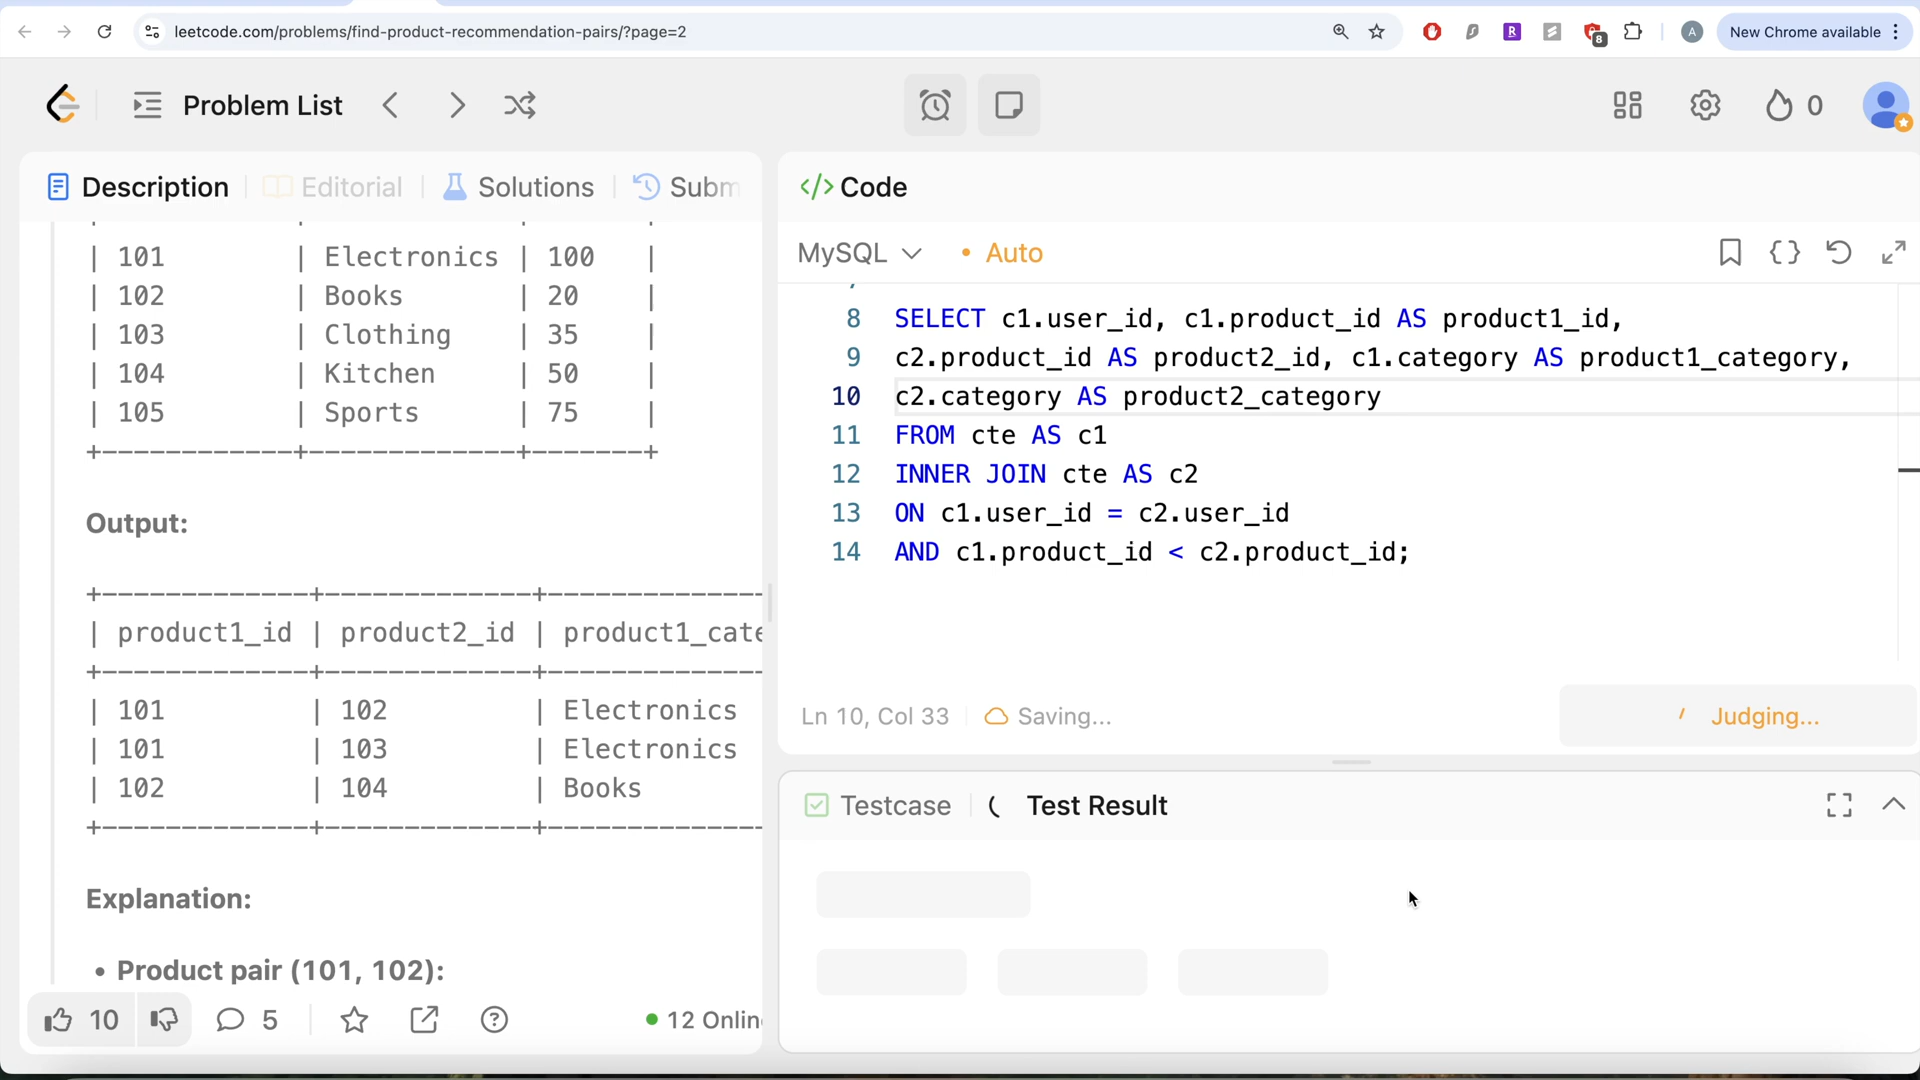 leetcode.com/problems/find-product-recommendation-pairs/?page=2
R
8
A
New Chrome available
Problem List
0
Description
Editorial
Solutions
Subm
| 101 | Electronics | 100 |
| 102 | Books | 20 |
| 103 | Clothing | 35 |
| 104 | Kitchen | 50 |
| 105 | Sports | 75 |
+-------------+-------------+-------+
Output:
+-------------+-------------+-------------
| product1_id | product2_id | product1_cate
+-------------+-------------+-------------
| 101 | 102 | Electronics
| 101 | 103 | Electronics
| 102 | 104 | Books
+-------------+-------------+-------------
Explanation:
• Product pair (101, 102):
10
5
12 Onlin
</> Code
MySQL
• Auto
8 SELECT c1.user_id, c1.product_id AS product1_id,
9 c2.product_id AS product2_id, c1.category AS product1_category,
10 c2.category AS product2_category
11 FROM cte AS c1
12 INNER JOIN cte AS c2
13 ON c1.user_id = c2.user_id
14 AND c1.product_id < c2.product_id;
Ln 10, Col 33
Saving...
Judging...
Testcase
Test Result